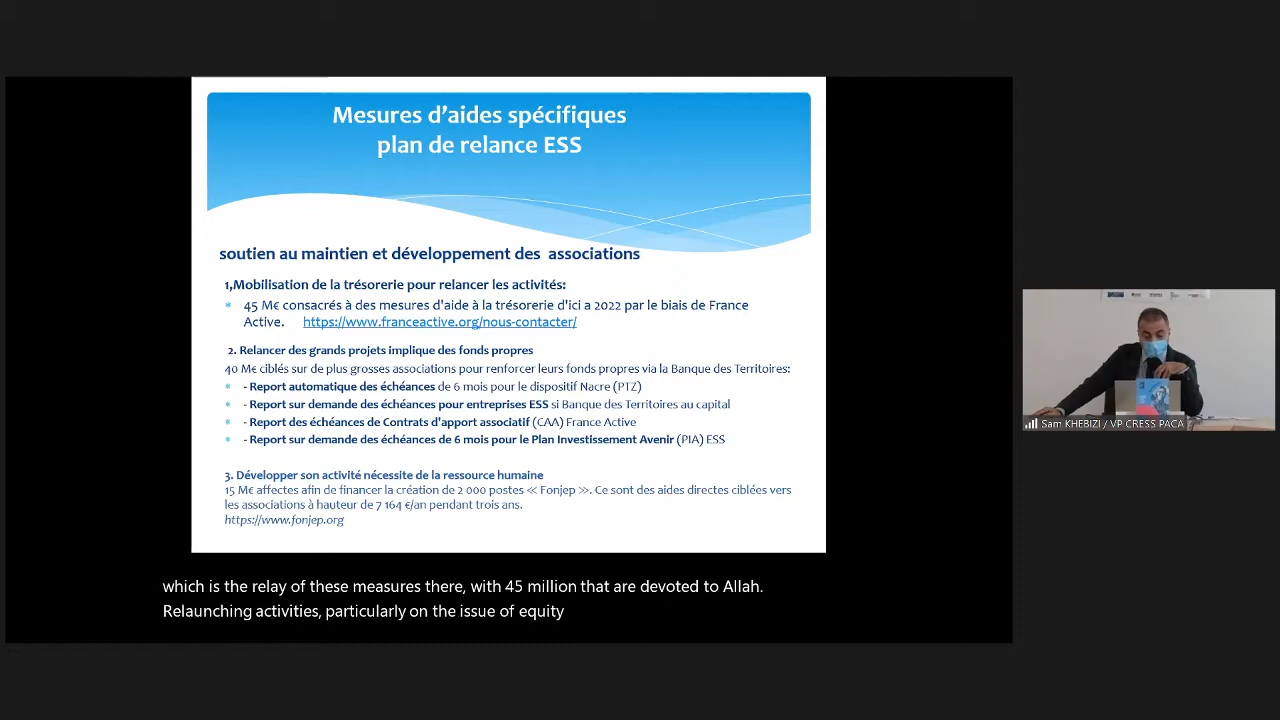 Mesures d'aides spécifiques
plan de relance ESS
soutien au maintien et développement des associations
1,Mobilisation de la trésorerie pour relancer les activités:
* 45 M€ consacrés à des mesures d'aide à la trésorerie d'ici a 2022 par le biais de France
Active. https://www.franceactive.org/nous-contacter/
2. Relancer des grands projets implique des fonds propres
40 M€ ciblés sur de plus grosses associations pour renforcer leurs fonds propres via la Banque des Territoires:
* - Report automatique des échéances de 6 mois pour le dispositif Nacre (PTZ)
* - Report sur demande des échéances pour entreprises ESS si Banque des Territoires au capital
* - Report des échéances de Contrats d'apport associatif (CAA) France Active
* - Report sur demande des échéances de 6 mois pour le Plan Investissement Avenir (PIA) ESS
3. Développer son activité nécessite de la ressource humaine
15 M€ affectes afin de financer la création de 2 000 postes « Fonjep ». Ce sont des aides directes ciblées vers
les associations à hauteur de 7 164 €/an pendant trois ans.
https://www.fonjep.org
Sam KHEBIZI / VP CRESS PACA
which is the relay of these measures there, with 45 million that are devoted to Allah.
Relaunching activities, particularly on the issue of equity